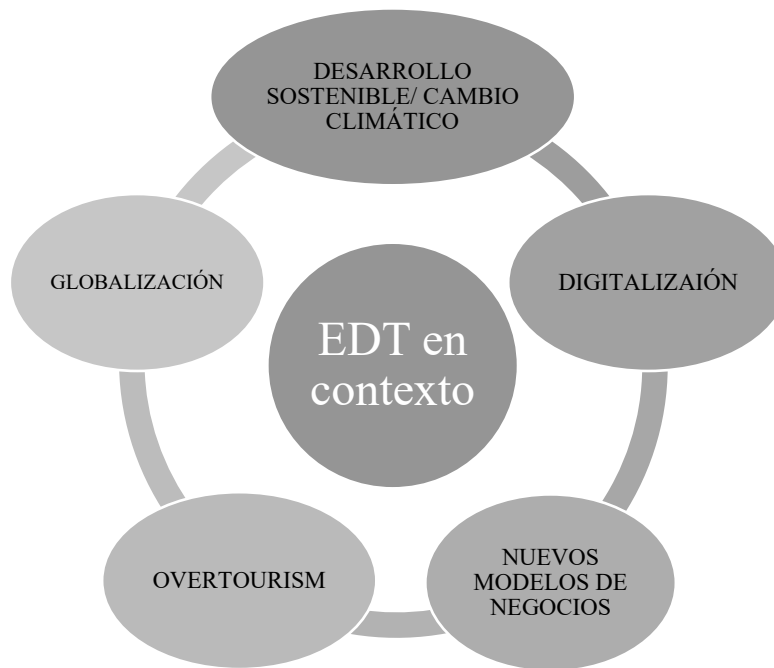 DESARROLLO
SOSTENIBLE/ CAMBIO
CLIMÁTICO
DIGITALIZAIÓN
NUEVOS
MODELOS DE
NEGOCIOS
OVERTOURISM
GLOBALIZACIÓN
EDT en
contexto